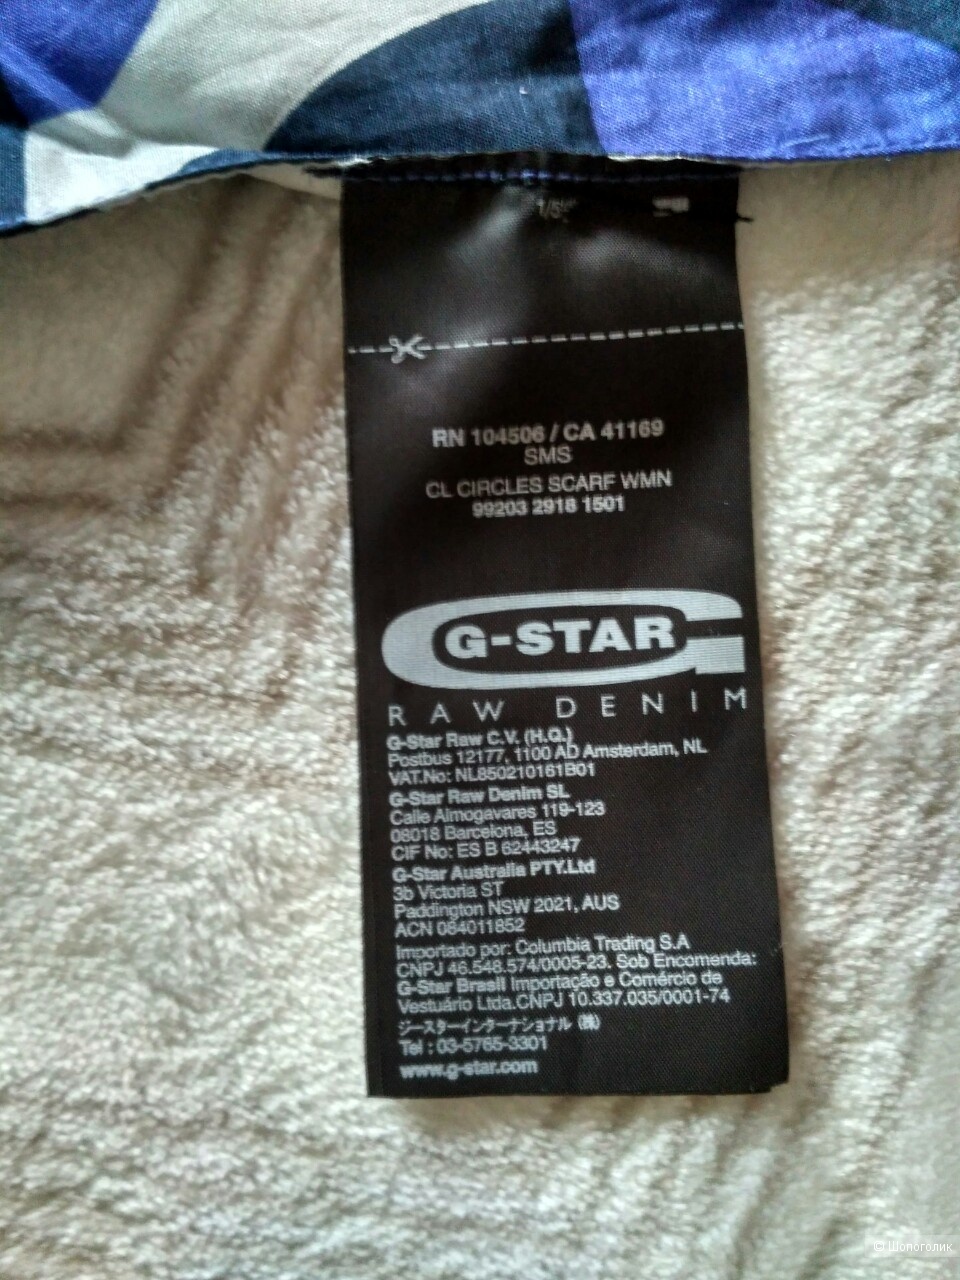 RN 104506 / CA 41169
SMS
CL CIRCLES SCARF WMN
99203 2918 1501
G-STAR
RAW DENIM
G-Star Raw C.V. (H.Q.)
Postbus 12177, 1100 AD Amsterdam, NL
VAT.No: NL850210161B01
G-Star Raw Denim SL
Calle Almogavares 119-123
08018 Barcelona, ES
CIF No: ES B 62443247
G-Star Australia PTY.Ltd
3b Victoria ST
Paddington NSW 2021, AUS
ACN 084011852
Importado por: Columbia Trading S.A
CNPJ 46.548.574/0005-23. Sob Encomenda:
G-Star Brasil Importação e Comércio de
Vestuário Ltda.CNPJ 10.337.035/0001-74
ジースターインターナショナル (株)
Tel : 03-5765-3301
www.g-star.com
© Шопоголик